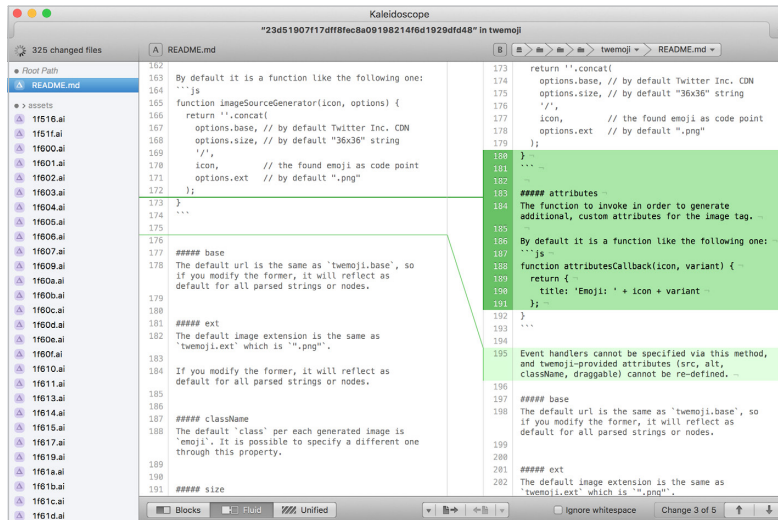 Kaleidoscope
"23d51907f17dff8fec8a09198214f6d1929dfd48" in twemoji
325 changed files
A README.md
B twemoji README.md
Root Path
README.md
> assets
1f516.ai
1f51f.ai
1f600.ai
1f601.ai
1f602.ai
1f603.ai
1f604.ai
1f605.ai
1f606.ai
1f607.ai
1f609.ai
1f60a.ai
1f60b.ai
1f60c.ai
1f60d.ai
1f60e.ai
1f60f.ai
1f610.ai
1f611.ai
1f613.ai
1f614.ai
1f615.ai
1f617.ai
1f619.ai
1f61a.ai
1f61b.ai
1f61c.ai
1f61d.ai
162
163 By default it is a function like the following one:
164 ```js
165 function imageSourceGenerator(icon, options) {
166 return ''.concat(
167 options.base, // by default Twitter Inc. CDN
168 options.size, // by default "36x36" string
169 '/',
170 icon, // the found emoji as code point
171 options.ext // by default ".png"
172 );
173 }
174 ```
175
176
177 ##### base
178 The default url is the same as `twemoji.base`, so
if you modify the former, it will reflect as
default for all parsed strings or nodes.
179
180
181 ##### ext
182 The default image extension is the same as
`twemoji.ext` which is `".png"`.
183
184 If you modify the former, it will reflect as
default for all parsed strings or nodes.
185
186
187 ##### className
188 The default `class` per each generated image is
`emoji`. It is possible to specify a different one
through this property.
189
190
191 ##### size
173 return ''.concat(
174 options.base, // by default Twitter Inc. CDN
175 options.size, // by default "36x36" string
176 '/',
177 icon, // the found emoji as code point
178 options.ext // by default ".png"
179 );
180 } ¬
181 ``` ¬
182 ¬
183 ##### attributes ¬
184 The function to invoke in order to generate
additional, custom attributes for the image tag. ¬
185 ¬
186 By default it is a function like the following one: ¬
187 ```js ¬
188 function attributesCallback(icon, variant) { ¬
189 return { ¬
190 title: 'Emoji: ' + icon + variant ¬
191 }; ¬
192 }
193 ```
194
195 Event handlers cannot be specified via this method,
and twemoji-provided attributes (src, alt,
className, draggable) cannot be re-defined. ¬
196
197 ##### base
198 The default url is the same as `twemoji.base`, so
if you modify the former, it will reflect as
default for all parsed strings or nodes.
199
200
201 ##### ext
202 The default image extension is the same as
`twemoji.ext` which is `".png"`.
Blocks Fluid Unified
Ignore whitespace Change 3 of 5